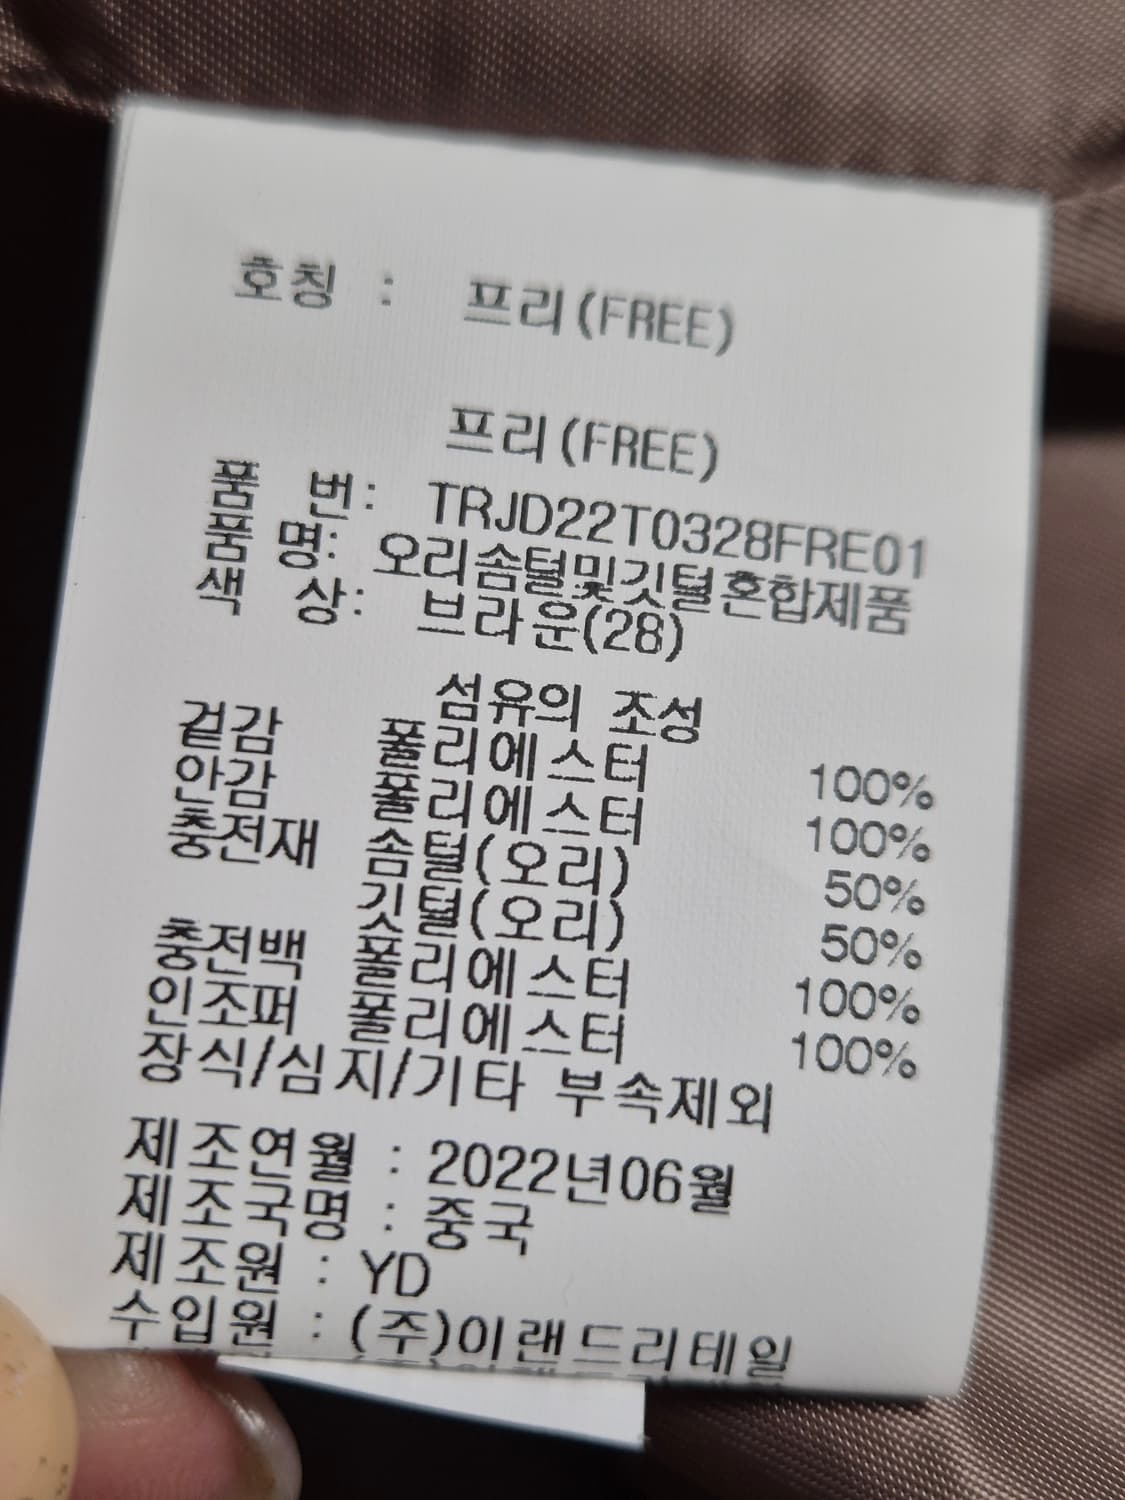 호칭 : 프리(FREE)
프리(FREE)
품 번: TRJD22T0328FRE01
품 명: 오리솜털및깃털혼합제품
색 상: 브라운(28)
섬유의 조성
겉감 폴리에스터 100%
안감 폴리에스터 100%
충전재 솜털(오리) 50%
깃털(오리) 50%
충전백 폴리에스터 100%
인조퍼 폴리에스터 100%
장식/심지/기타 부속제외
제조연월 : 2022년06월
제조국명 : 중국
제조원 : YD
수입원 : (주)이랜드리테일